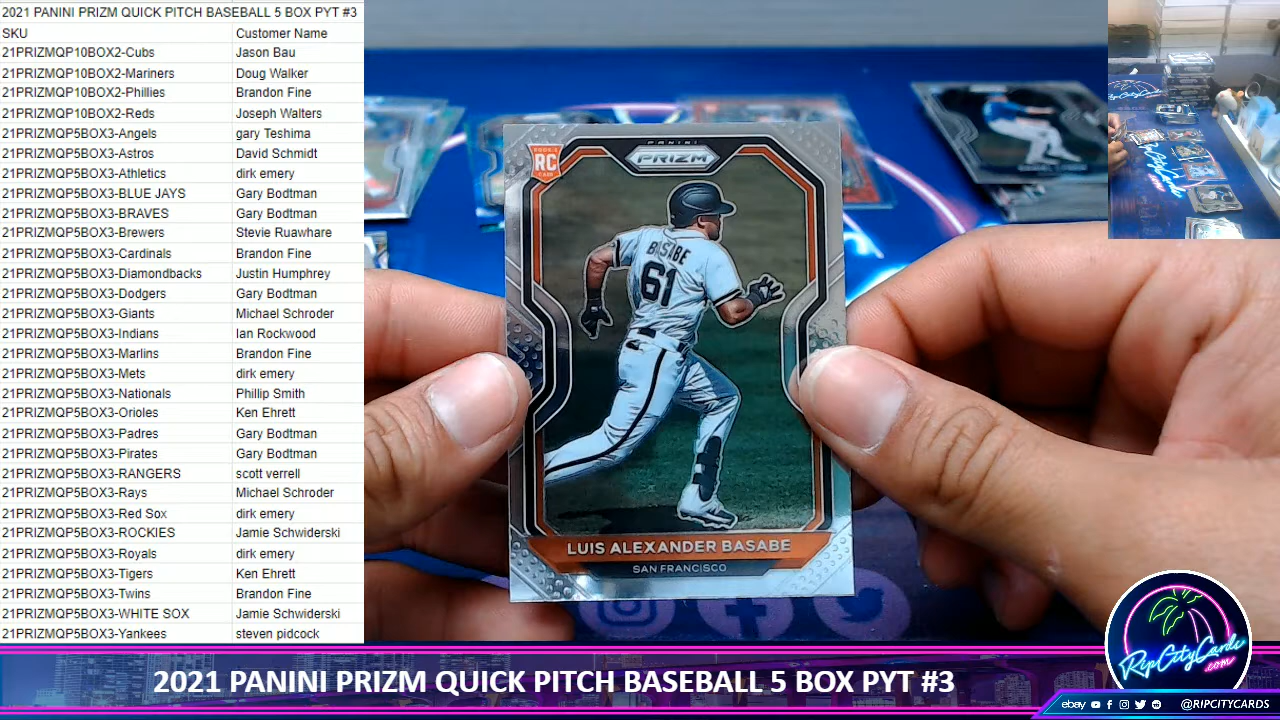 2021 PANINI PRIZM QUICK PITCH BASEBALL 5 BOX PYT #3
SKU Customer Name
21PRIZMQP10BOX2-Cubs Jason Bau
21PRIZMQP10BOX2-Mariners Doug Walker
21PRIZMQP10BOX2-Phillies Brandon Fine
21PRIZMQP10BOX2-Reds Joseph Walters
21PRIZMQP5BOX3-Angels gary Teshima
21PRIZMQP5BOX3-Astros David Schmidt
21PRIZMQP5BOX3-Athletics dirk emery
21PRIZMQP5BOX3-BLUE JAYS Gary Bodtman
21PRIZMQP5BOX3-BRAVES Gary Bodtman
21PRIZMQP5BOX3-Brewers Stevie Ruawhare
21PRIZMQP5BOX3-Cardinals Brandon Fine
21PRIZMQP5BOX3-Diamondbacks Justin Humphrey
21PRIZMQP5BOX3-Dodgers Gary Bodtman
21PRIZMQP5BOX3-Giants Michael Schroder
21PRIZMQP5BOX3-Indians Ian Rockwood
21PRIZMQP5BOX3-Marlins Brandon Fine
21PRIZMQP5BOX3-Mets dirk emery
21PRIZMQP5BOX3-Nationals Phillip Smith
21PRIZMQP5BOX3-Orioles Ken Ehrett
21PRIZMQP5BOX3-Padres Gary Bodtman
21PRIZMQP5BOX3-Pirates Gary Bodtman
21PRIZMQP5BOX3-RANGERS scott verrell
21PRIZMQP5BOX3-Rays Michael Schroder
21PRIZMQP5BOX3-Red Sox dirk emery
21PRIZMQP5BOX3-ROCKIES Jamie Schwiderski
21PRIZMQP5BOX3-Royals dirk emery
21PRIZMQP5BOX3-Tigers Ken Ehrett
21PRIZMQP5BOX3-Twins Brandon Fine
21PRIZMQP5BOX3-WHITE SOX Jamie Schwiderski
21PRIZMQP5BOX3-Yankees steven pidcock
PANINI
PRIZM
ROOKIE
RC
CARD
BASABE
61
LUIS ALEXANDER BASABE
SAN FRANCISCO
RipCityCards
.com
2021 PANINI PRIZM QUICK PITCH BASEBALL 5 BOX PYT #3
ebay @RIPCITYCARDS